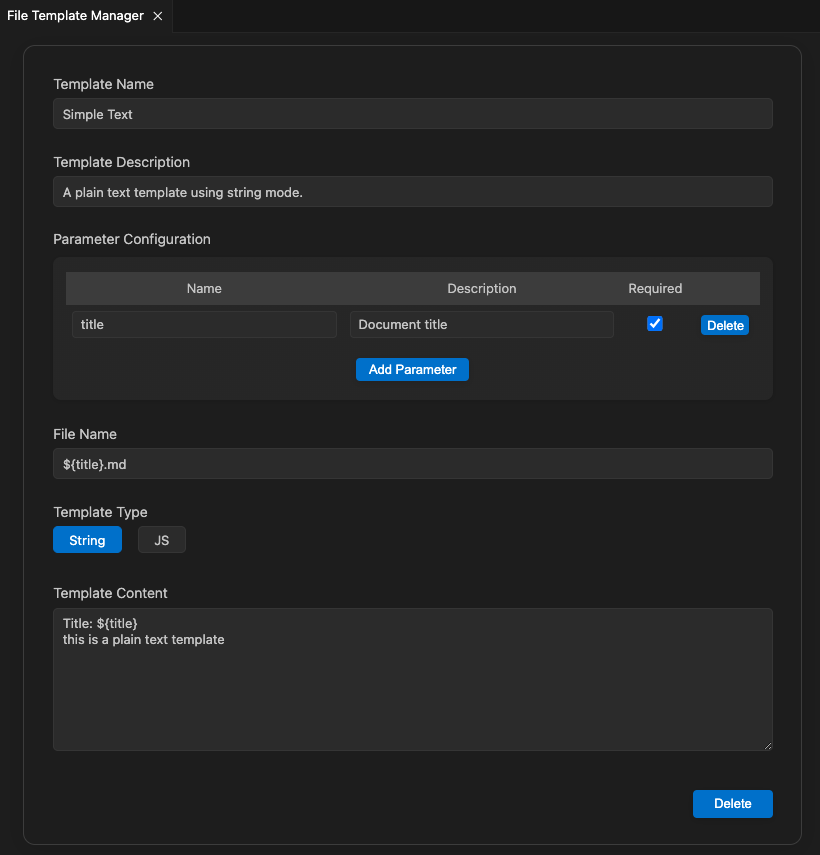 File Template Manager ×
Template Name
Simple Text
Template Description
A plain text template using string mode.
Parameter Configuration
Name Description Required
title Document title Delete
Add Parameter
File Name
${title}.md
Template Type
String JS
Template Content
Title: ${title}
this is a plain text template
Delete